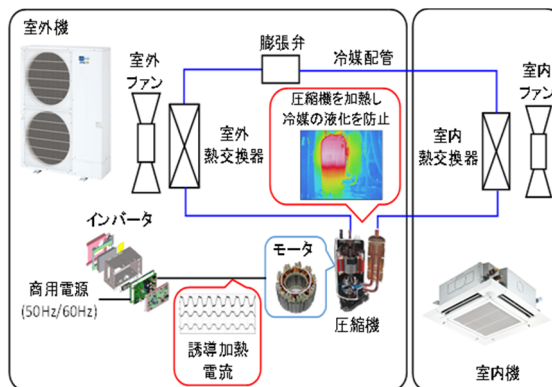 室外機
室外
ファン
膨張弁
冷媒配管
室内
ファン
圧縮機を加熱し
冷媒の液化を防止
室外
熱交換器
室内
熱交換器
インバータ
モータ
商用電源
(50Hz/60Hz)
誘導加熱
電流
圧縮機
室内機